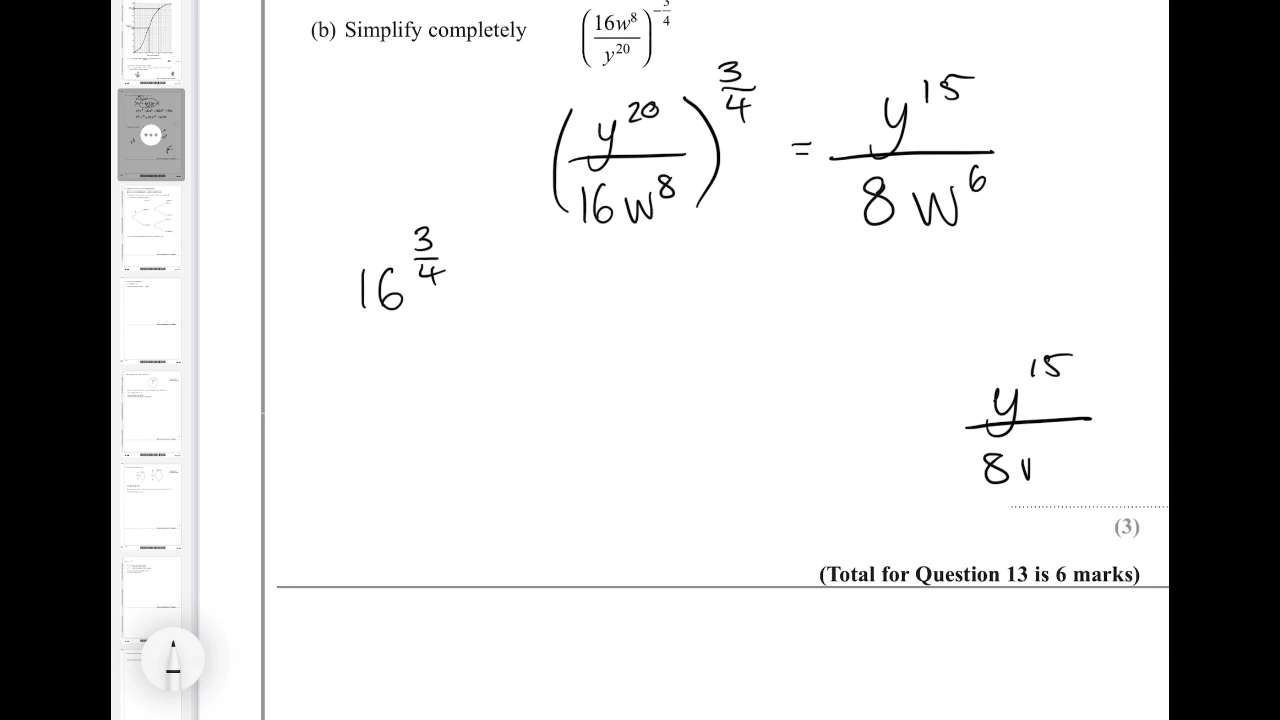 (b) Simplify completely (16w⁸/y²⁰)^(-3/4)
(y²⁰/16w⁸)^(3/4) = y¹⁵/8w⁶
16^(3/4)
y¹⁵/8
(3)
(Total for Question 13 is 6 marks)